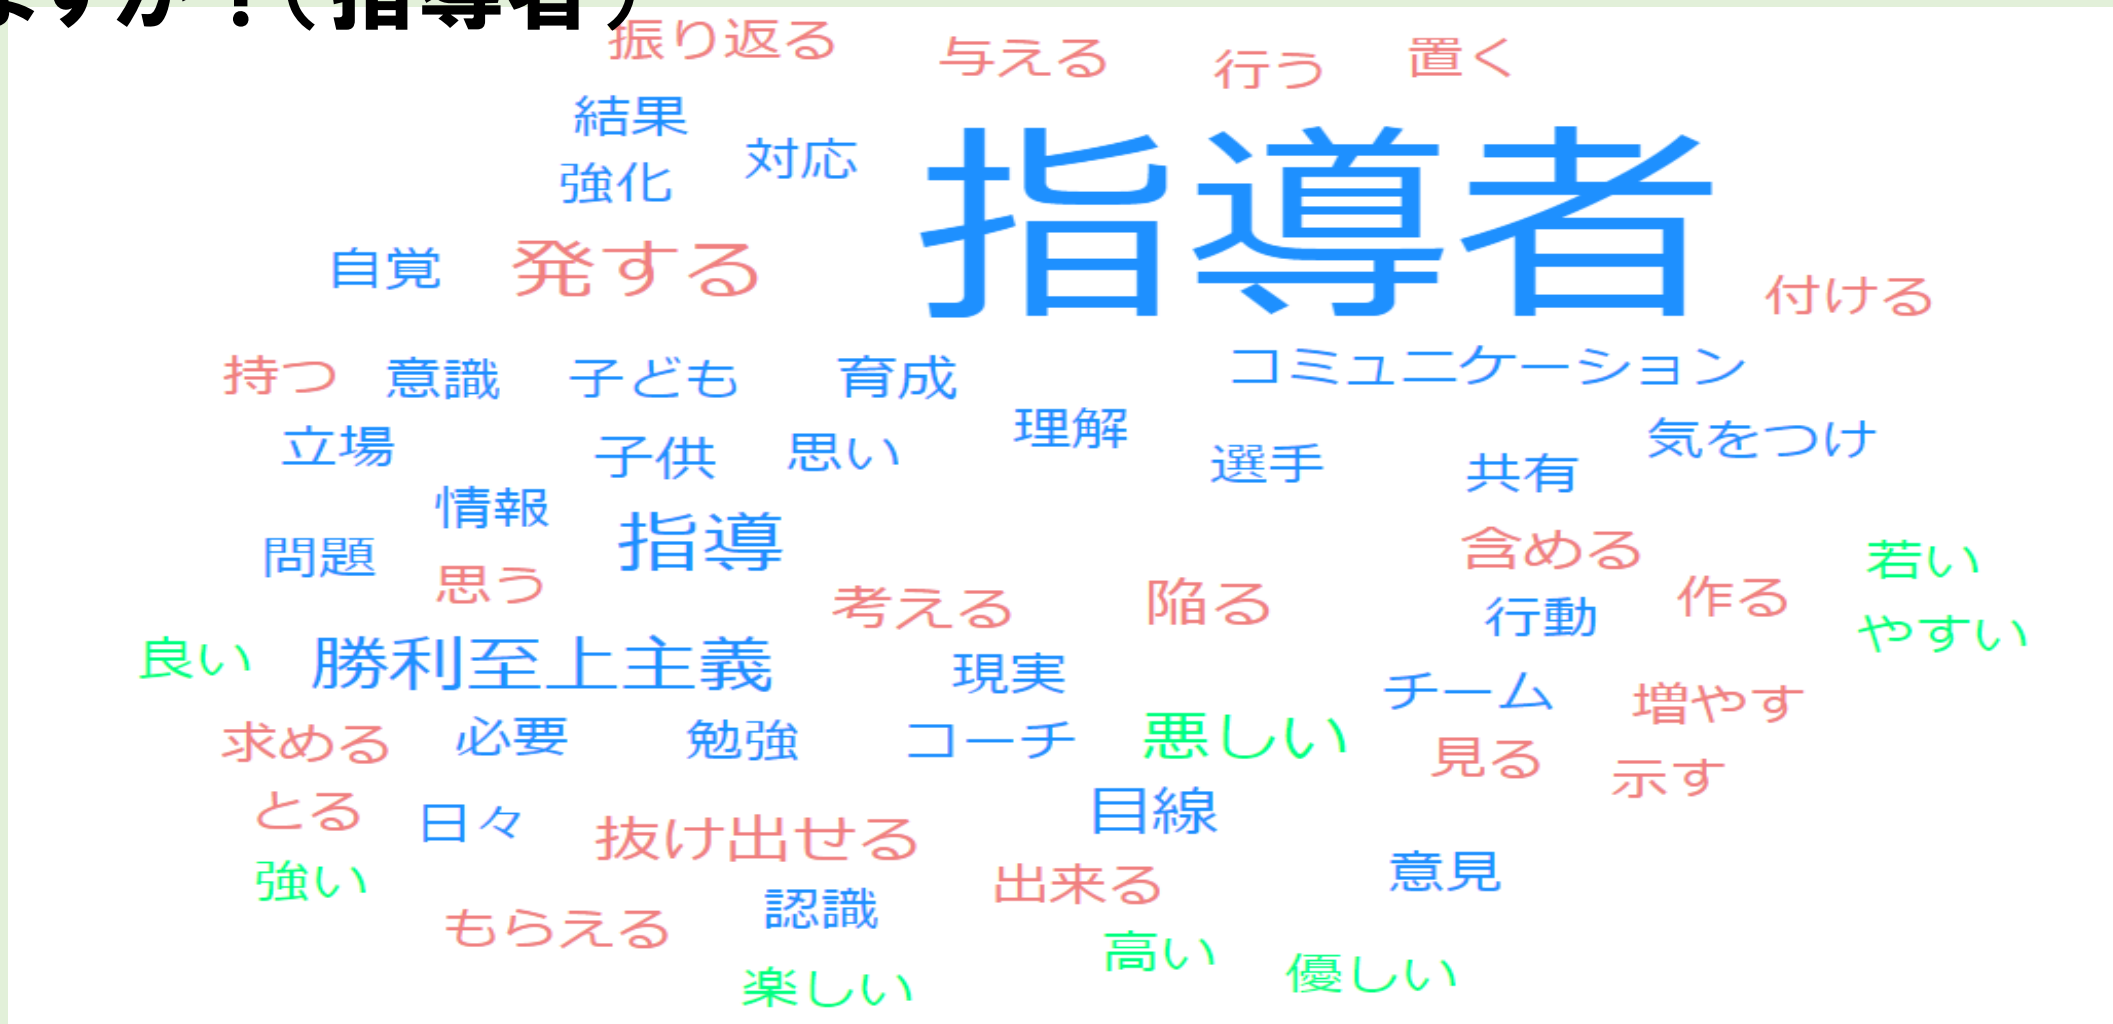 ますか？（指導者）
振り返る 与える 行う 置く
結果
対応
強化
指導者
自覚 発する 付ける
持つ 意識 子ども 育成 コミュニケーション
立場 子供 思い 理解 選手 共有 気をつけ
情報 指導
問題 思う 考える 陥る 含める 若い
行動 作る やすい
良い 勝利至上主義 現実 チーム 増やす
求める 必要 勉強 コーチ 悪しい 見る 示す
とる 日々 抜け出せる 目線
強い 認識 出来る 意見
もらえる 高い 優しい
楽しい